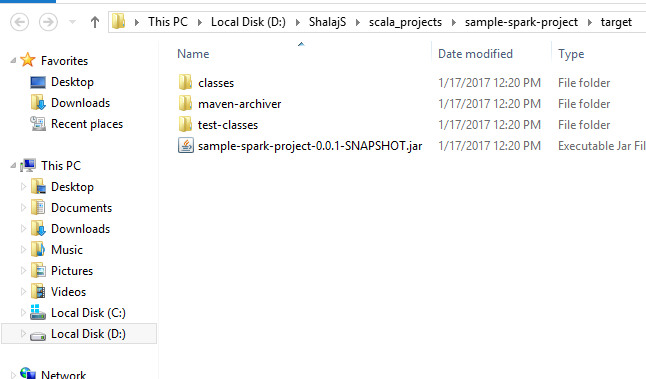 This PC Local Disk (D:) ShalajS scala_projects sample-spark-project target
Name Date modified Type
Favorites
Desktop
Downloads
Recent places
This PC
Desktop
Documents
Downloads
Music
Pictures
Videos
Local Disk (C:)
Local Disk (D:)
Network
classes 1/17/2017 12:20 PM File folder
maven-archiver 1/17/2017 12:20 PM File folder
test-classes 1/17/2017 12:20 PM File folder
sample-spark-project-0.0.1-SNAPSHOT.jar 1/17/2017 12:20 PM Executable Jar Fil